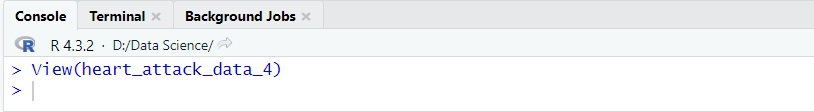 Console Terminal Background Jobs
R R 4.3.2 · D:/Data Science/
> View(heart_attack_data_4)
>